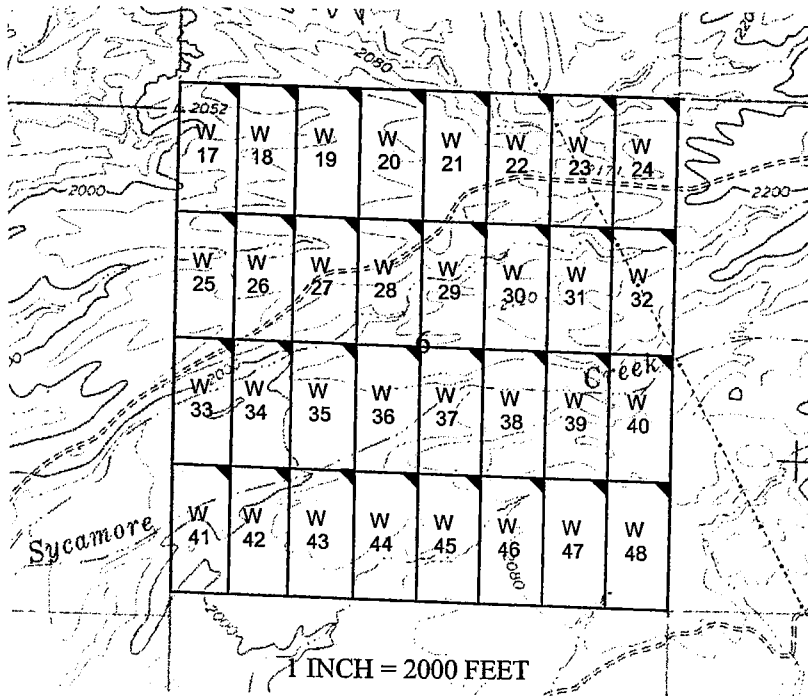 2080
2052
W W W W W W W W
17 18 19 20 21 22 23 24
2000
2200
W W W W W W W W
25 26 27 28 29 30 31 32
6
Creek
W W W W W W W W
33 34 35 36 37 38 39 40
Sycamore
W W W W W W W W
41 42 43 44 45 46 47 48
2080
2000
1 INCH = 2000 FEET